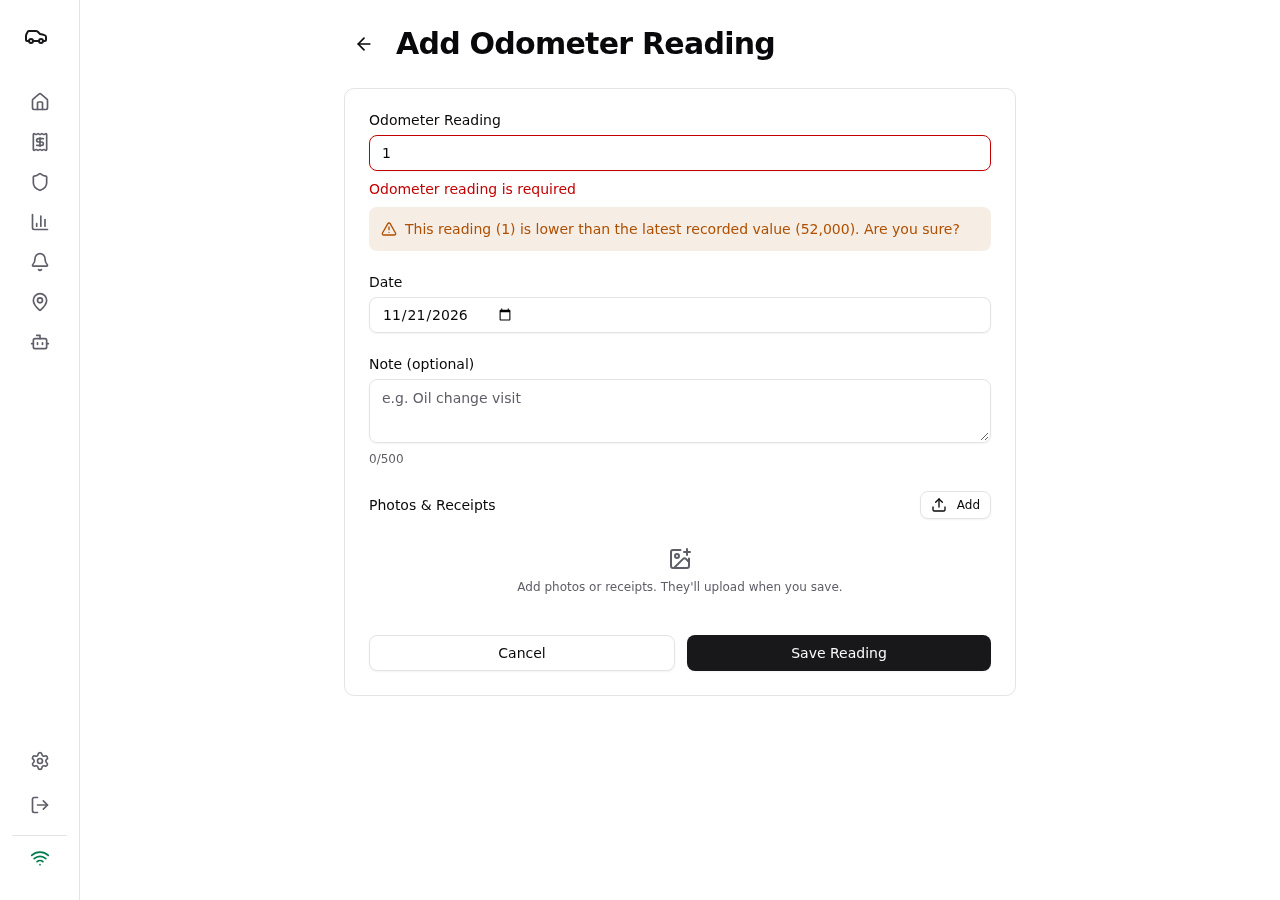 Add Odometer Reading
Odometer Reading
1
Odometer reading is required
This reading (1) is lower than the latest recorded value (52,000). Are you sure?
Date
11/21/2026
Note (optional)
e.g. Oil change visit
0/500
Photos & Receipts
Add
Add photos or receipts. They'll upload when you save.
Cancel
Save Reading